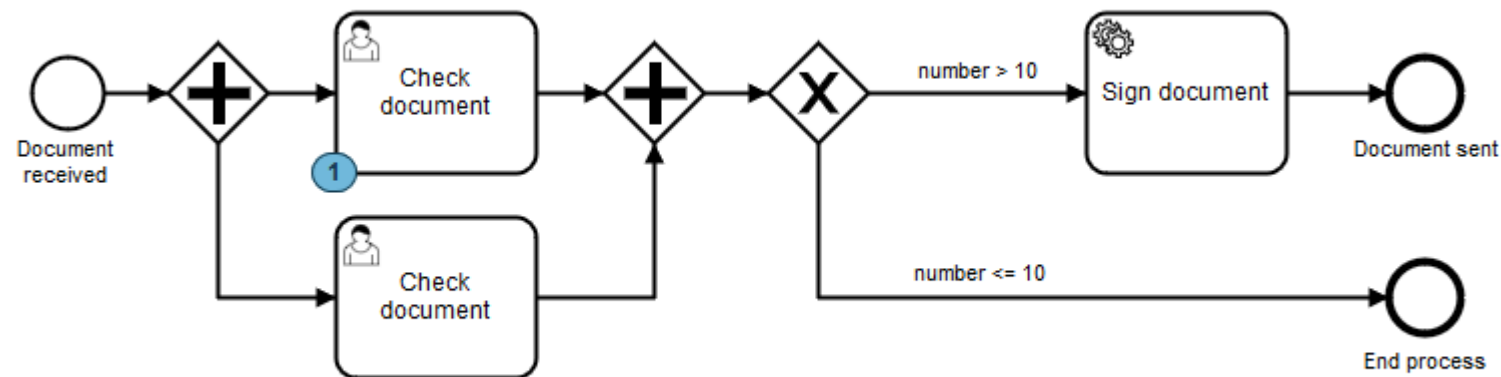 Document
received
Check
document
1
Check
document
number > 10
Sign document
Document sent
number <= 10
End process